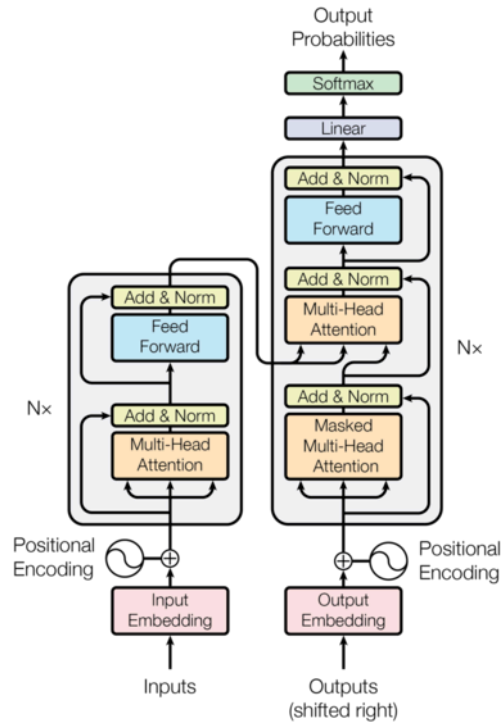 Output
Probabilities
Softmax
Linear
Add & Norm
Feed
Forward
Add & Norm
Multi-Head
Attention
Add & Norm
Masked
Multi-Head
Attention
Nx
Add & Norm
Feed
Forward
Add & Norm
Multi-Head
Attention
Nx
Positional
Encoding
Positional
Encoding
Input
Embedding
Output
Embedding
Inputs
Outputs
(shifted right)